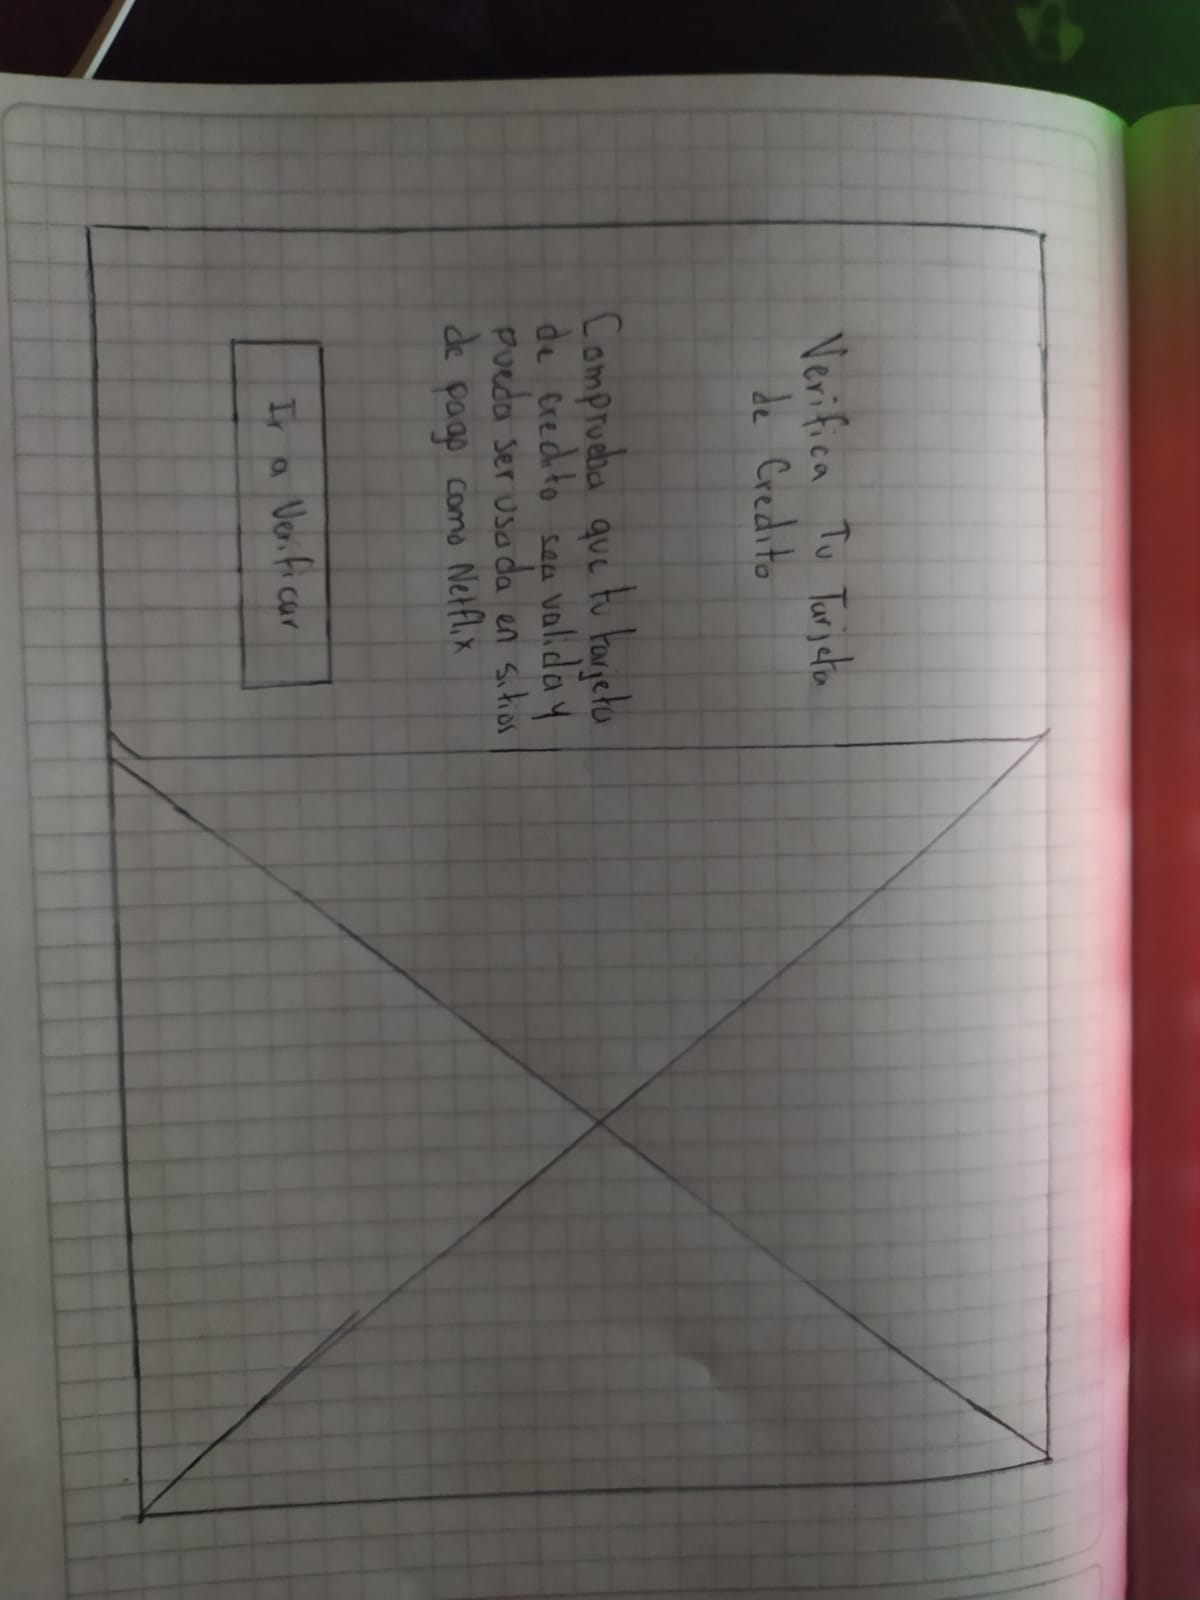 Verifica Tu Tarjeta
de Credito
Comprueba que tu tarjeta
de credito sea valida y
pueda ser usada en sitios
de pago como Netflix
Ir a Verificar